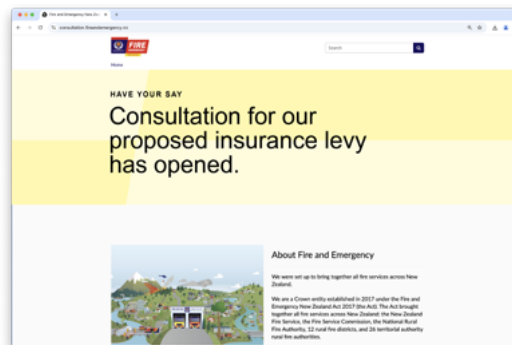 Fire and Emergency New Ze
consultation.fireandemergency.nz
FIRE
Search
Home
HAVE YOUR SAY
Consultation for our
proposed insurance levy
has opened.
About Fire and Emergency
We were set up to bring together all fire services across New
Zealand.
We are a Crown entity established in 2017 under the Fire and
Emergency New Zealand Act 2017 (the Act). The Act brought
together all fire services across New Zealand: the New Zealand
Fire Service, the Fire Service Commission, the National Rural
Fire Authority, 12 rural fire districts, and 26 territorial authority
rural fire authorities.